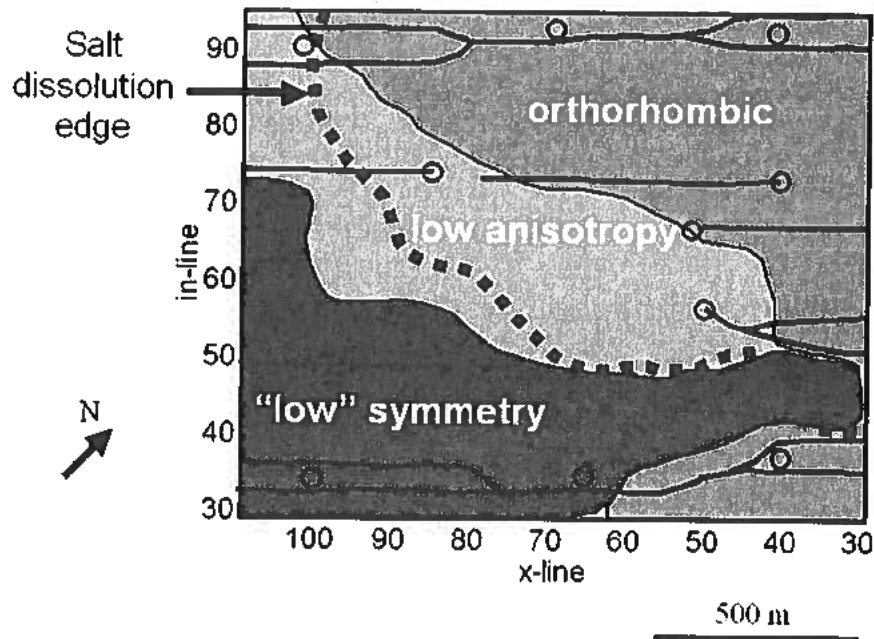 Salt
dissolution
edge
90
80
70
60
50
40
30
in-line
orthorhombic
low anisotropy
"low" symmetry
N
100 90 80 70 60 50 40 30
x-line
500 m